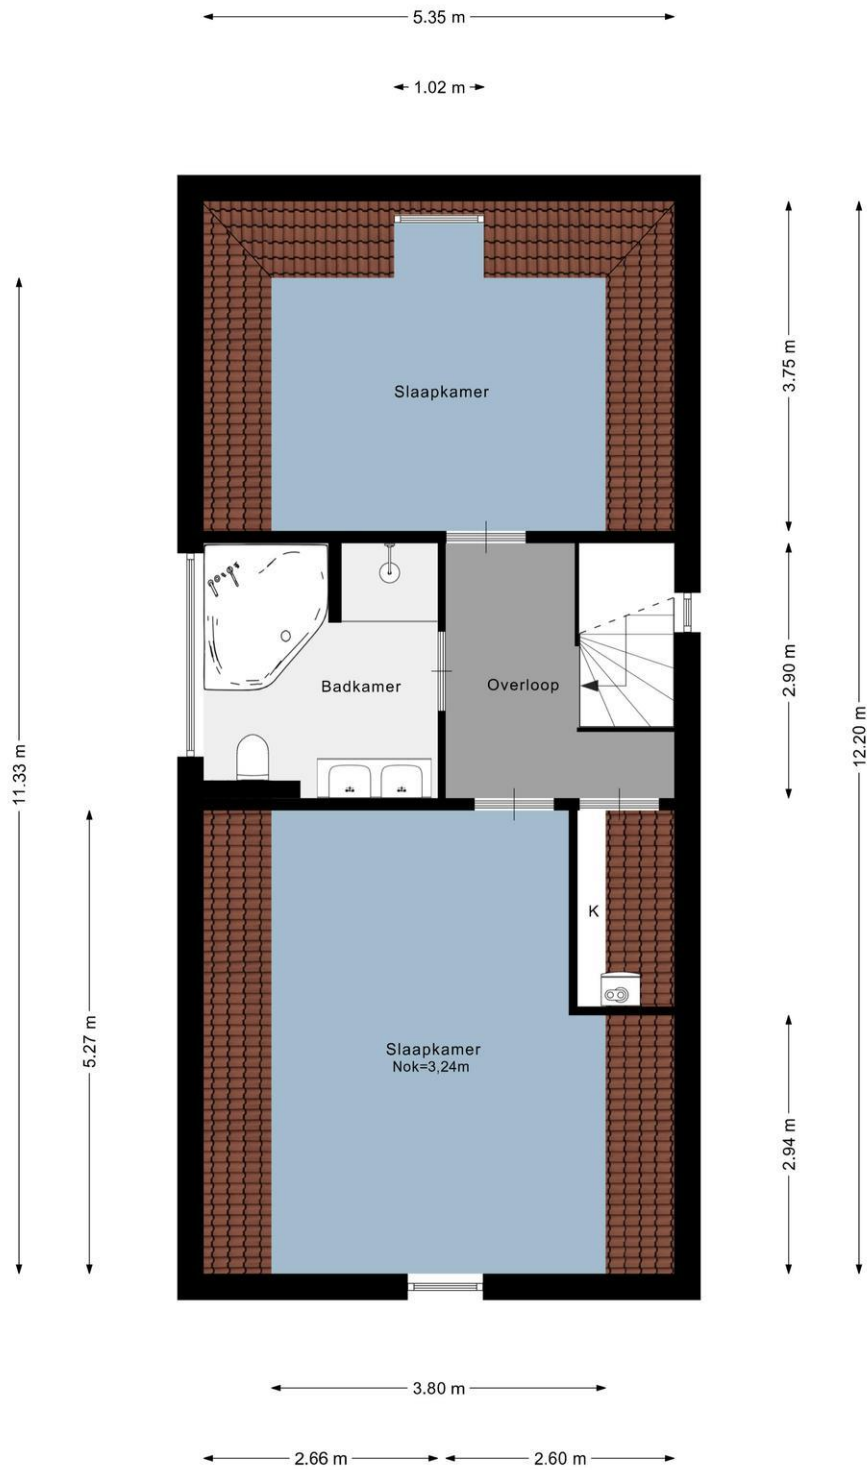 5.35 m
1.02 m
3.75 m
Slaapkamer
2.90 m
Badkamer
Overloop
11.33 m
12.20 m
K
5.27 m
Slaapkamer
Nok=3,24m
2.94 m
3.80 m
2.66 m
2.60 m